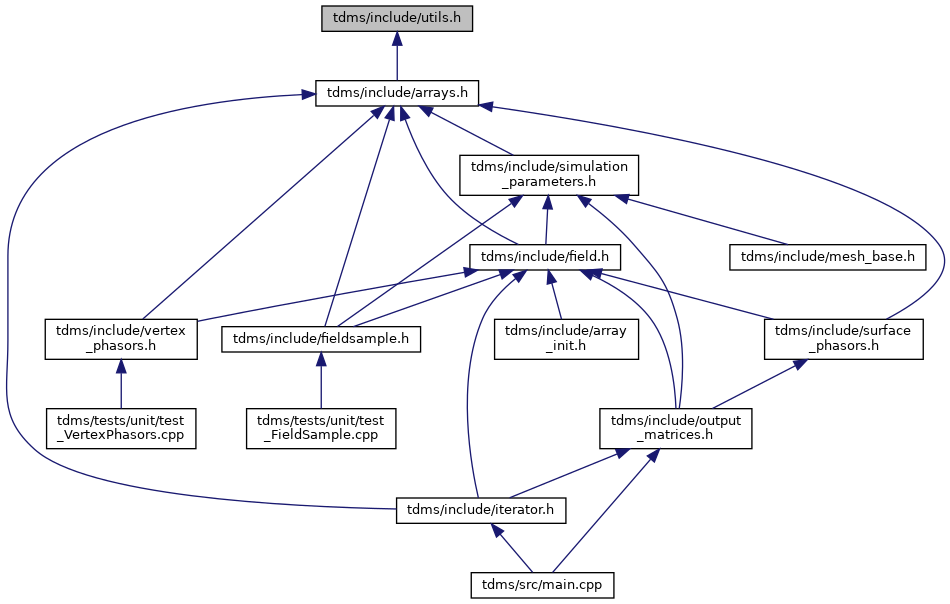 tdms/include/utils.h
tdms/include/arrays.h
tdms/include/simulation
_parameters.h
tdms/include/field.h
tdms/include/mesh_base.h
tdms/include/vertex
_phasors.h
tdms/include/fieldsample.h
tdms/include/array
_init.h
tdms/include/surface
_phasors.h
tdms/tests/unit/test
_VertexPhasors.cpp
tdms/tests/unit/test
_FieldSample.cpp
tdms/include/output
_matrices.h
tdms/include/iterator.h
tdms/src/main.cpp